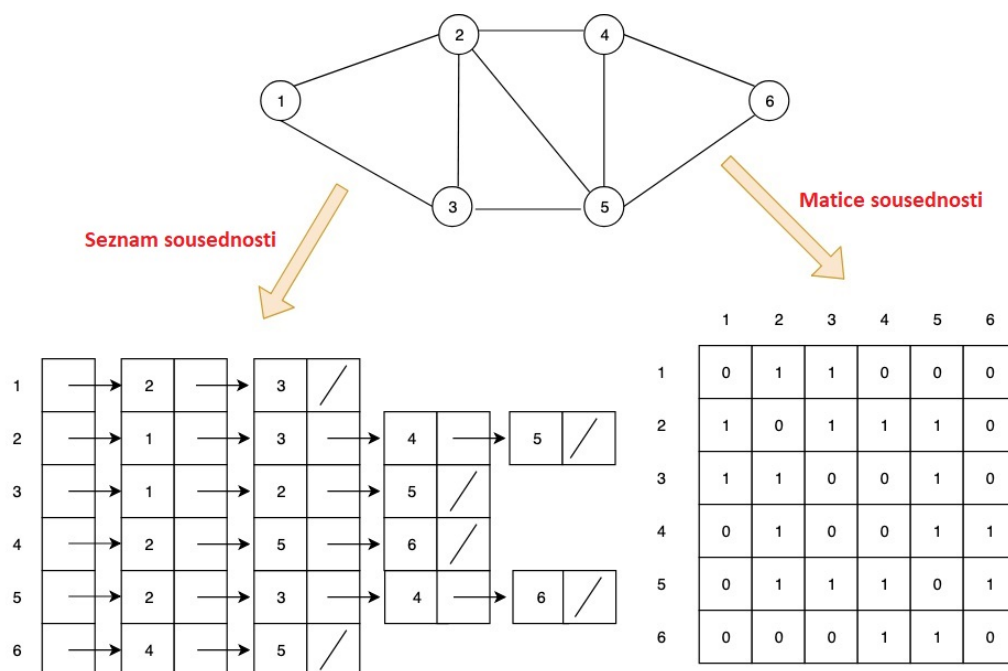 2 4
1 6
3 5
Seznam sousednosti
Matice sousednosti
1 2 3
2 1 3 4 5
3 1 2 5
4 2 5 6
5 2 3 4 6
6 4 5
1 2 3 4 5 6
1 0 1 1 0 0 0
2 1 0 1 1 1 0
3 1 1 0 0 1 0
4 0 1 0 0 1 1
5 0 1 1 1 0 1
6 0 0 0 1 1 0